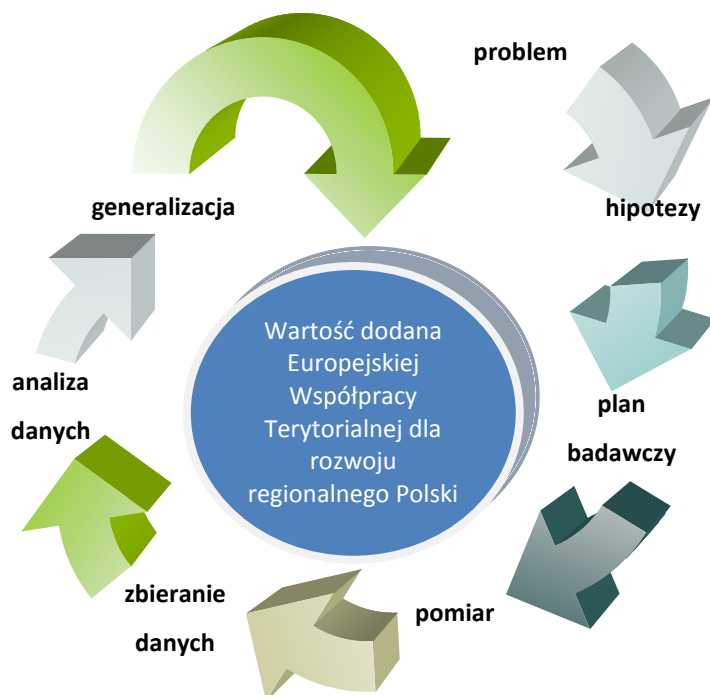 problem
hipotezy
plan
badawczy
pomiar
zbieranie
danych
analiza
danych
generalizacja
Wartość dodana
Europejskiej
Współpracy
Terytorialnej dla
rozwoju
regionalnego Polski